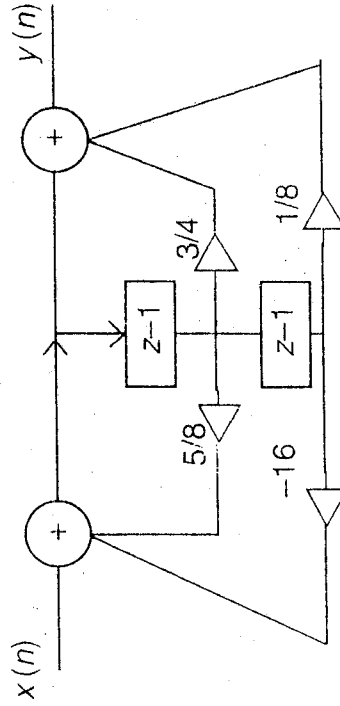 x(n)
y(n)
+
+
z−1
5/8
3/4
z−1
−16
1/8